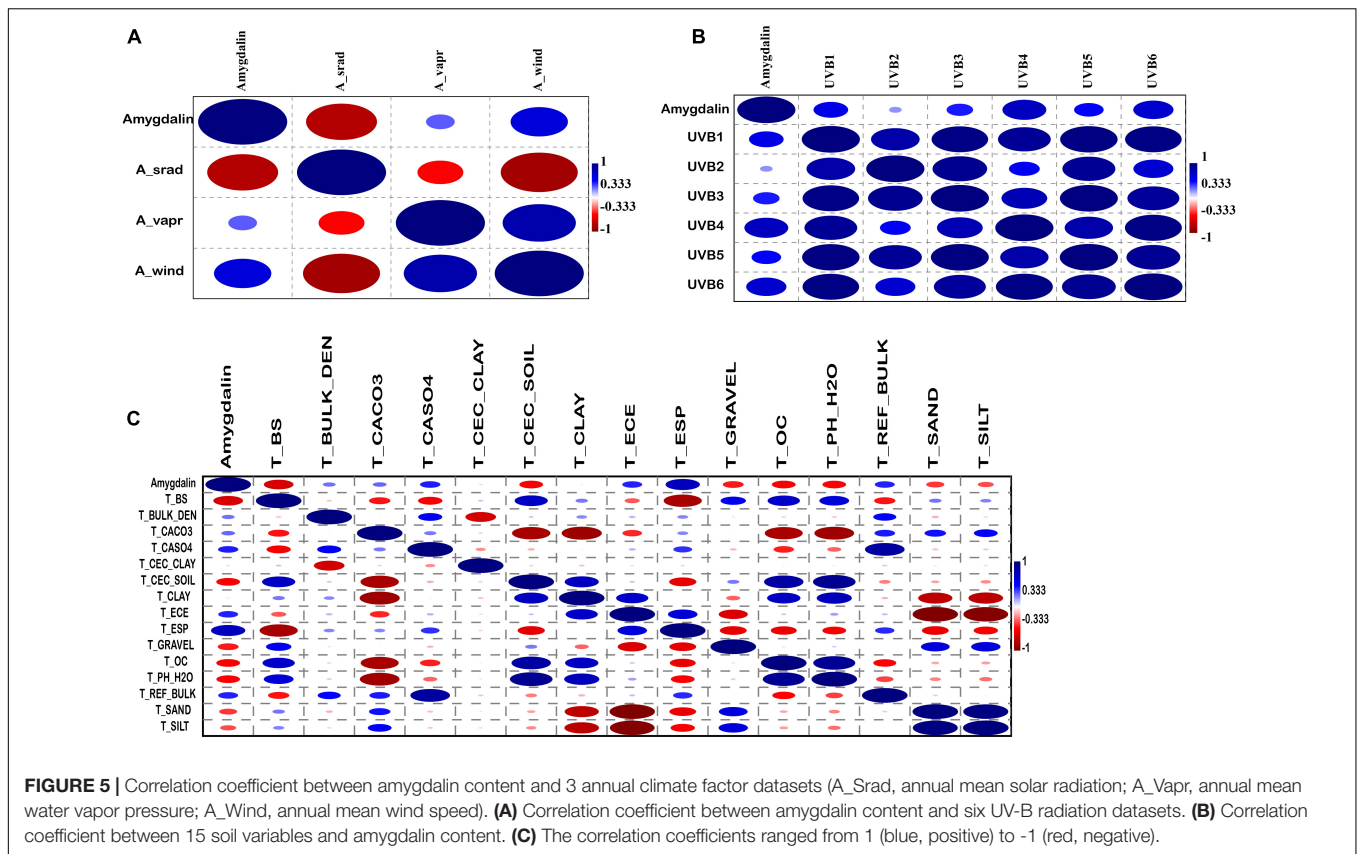 A
Amygdalin A_srad A_vapr A_wind
Amygdalin
A_srad
A_vapr
A_wind
1
0.333
-0.333
-1
B
Amygdalin UVB1 UVB2 UVB3 UVB4 UVB5 UVB6
Amygdalin
UVB1
UVB2
UVB3
UVB4
UVB5
UVB6
1
0.333
-0.333
-1
C
Amygdalin T_BS T_BULK_DEN T_CACO3 T_CASO4 T_CEC_CLAY T_CEC_SOIL T_CLAY T_ECE T_ESP T_GRAVEL T_OC T_PH_H2O T_REF_BULK T_SAND T_SILT
Amygdalin
T_BS
T_BULK_DEN
T_CACO3
T_CASO4
T_CEC_CLAY
T_CEC_SOIL
T_CLAY
T_ECE
T_ESP
T_GRAVEL
T_OC
T_PH_H2O
T_REF_BULK
T_SAND
T_SILT
1
0.333
-0.333
-1
FIGURE 5 | Correlation coefficient between amygdalin content and 3 annual climate factor datasets (A_Srad, annual mean solar radiation; A_Vapr, annual mean
water vapor pressure; A_Wind, annual mean wind speed). (A) Correlation coefficient between amygdalin content and six UV-B radiation datasets. (B) Correlation
coefficient between 15 soil variables and amygdalin content. (C) The correlation coefficients ranged from 1 (blue, positive) to -1 (red, negative).